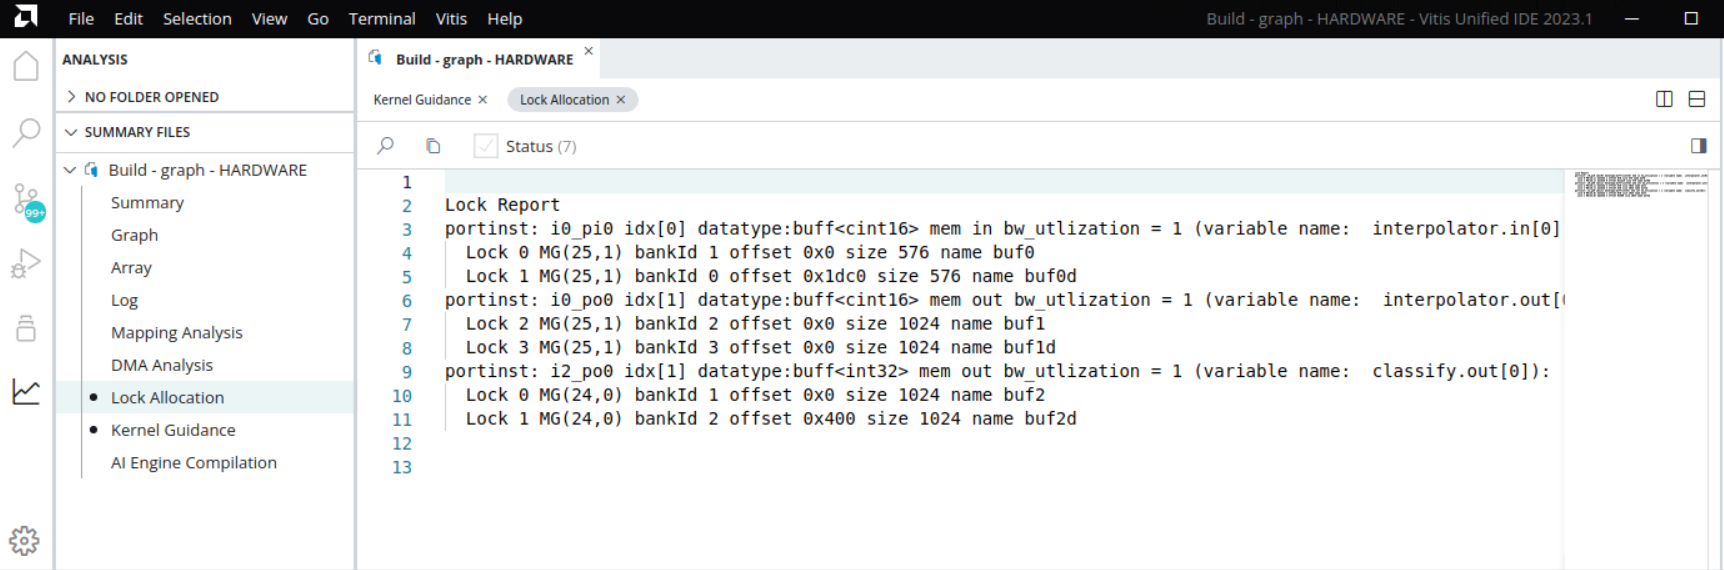 File Edit Selection View Go Terminal Vitis Help Build - graph - HARDWARE - Vitis Unified IDE 2023.1
ANALYSIS
NO FOLDER OPENED
SUMMARY FILES
Build - graph - HARDWARE
Summary
Graph
Array
Log
Mapping Analysis
DMA Analysis
Lock Allocation
Kernel Guidance
AI Engine Compilation
99+
Build - graph - HARDWARE
Kernel Guidance Lock Allocation
Status (7)
1
2 Lock Report
3 portinst: i0_pi0 idx[0] datatype:buff<cint16> mem in bw_utlization = 1 (variable name:  interpolator.in[0]
4 Lock 0 MG(25,1) bankId 1 offset 0x0 size 576 name buf0
5 Lock 1 MG(25,1) bankId 0 offset 0x1dc0 size 576 name buf0d
6 portinst: i0_po0 idx[1] datatype:buff<cint16> mem out bw_utlization = 1 (variable name:  interpolator.out[
7 Lock 2 MG(25,1) bankId 2 offset 0x0 size 1024 name buf1
8 Lock 3 MG(25,1) bankId 3 offset 0x0 size 1024 name buf1d
9 portinst: i2_po0 idx[1] datatype:buff<int32> mem out bw_utlization = 1 (variable name:  classify.out[0]):
10 Lock 0 MG(24,0) bankId 1 offset 0x0 size 1024 name buf2
11 Lock 1 MG(24,0) bankId 2 offset 0x400 size 1024 name buf2d
12
13